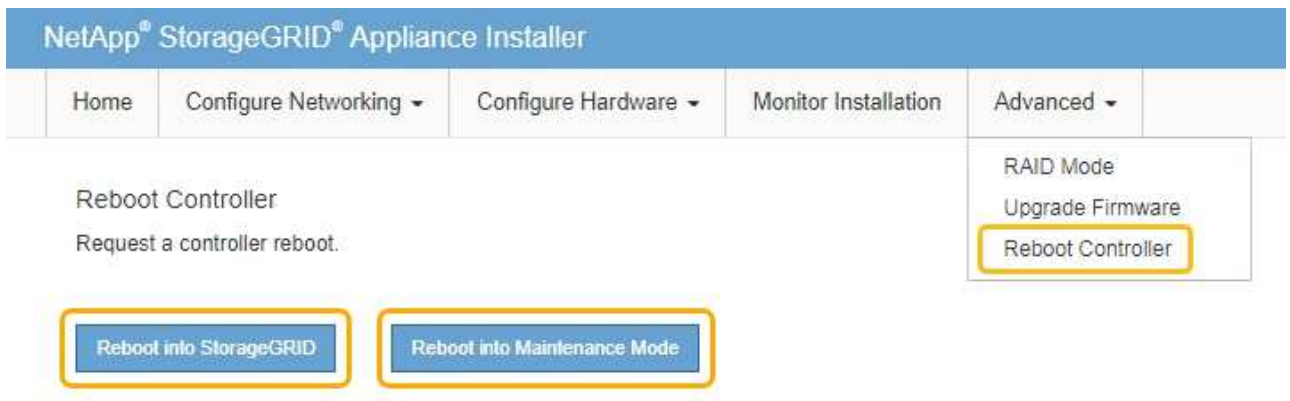 NetApp® StorageGRID® Appliance Installer
Home Configure Networking Configure Hardware Monitor Installation Advanced
RAID Mode
Upgrade Firmware
Reboot Controller
Reboot Controller
Request a controller reboot.
Reboot into StorageGRID Reboot into Maintenance Mode